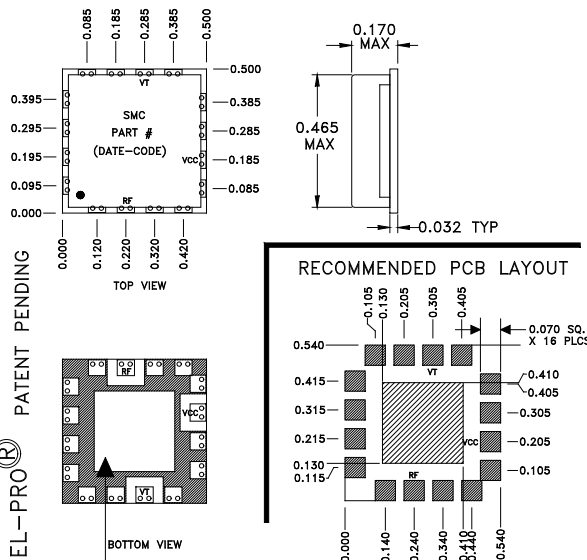 0.085
0.185
0.285
0.385
0.500
0.500
0.385
0.285
0.185
0.085
0.395
0.295
0.195
0.095
0.000
VT
SMC
PART #
(DATE-CODE)
VCC
RF
0.000
0.120
0.220
0.320
0.420
TOP VIEW
0.170
MAX
0.465
MAX
0.032 TYP
EL-PRO® PATENT PENDING
RF
VCC
VT
BOTTOM VIEW
RECOMMENDED PCB LAYOUT
0.105
0.130
0.205
0.305
0.405
0.070 SQ.
X 16 PLCS
0.540
0.415
0.315
0.215
0.130
0.115
VT
VCC
RF
0.410
0.405
0.305
0.205
0.105
0.000
0.140
0.240
0.340
0.410
0.440
0.540